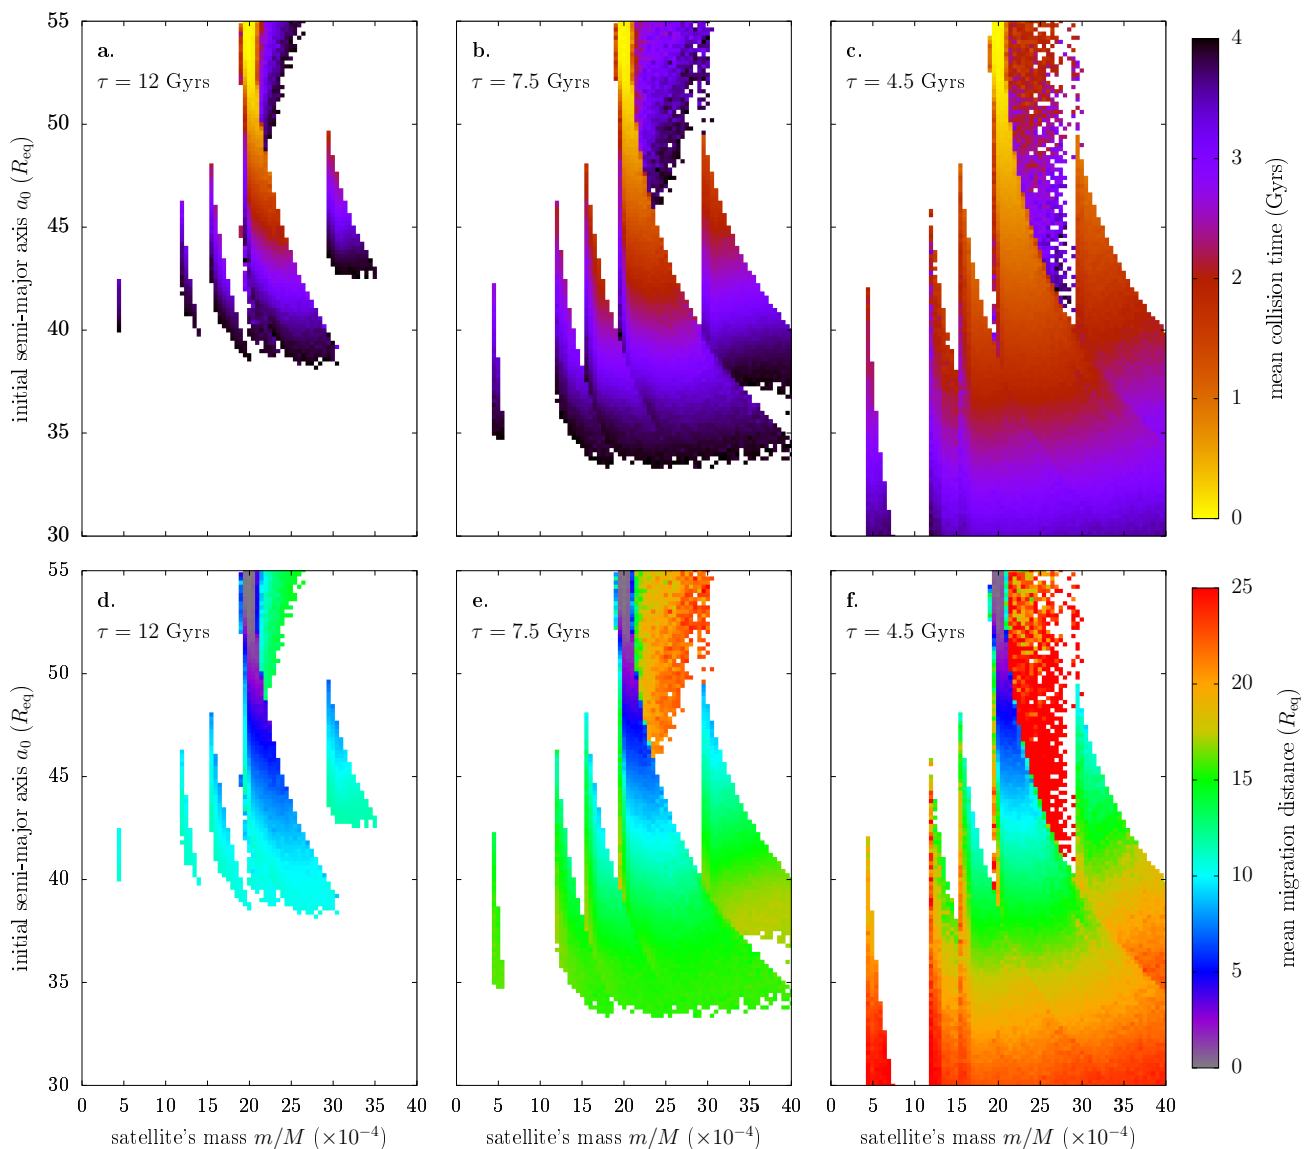 55
50
45
40
35
30
initial semi-major axis a₀ (R_eq)
a.
τ = 12 Gyrs
b.
τ = 7.5 Gyrs
c.
τ = 4.5 Gyrs
4
3
2
1
0
mean collision time (Gyrs)
55
50
45
40
35
30
initial semi-major axis a₀ (R_eq)
d.
τ = 12 Gyrs
e.
τ = 7.5 Gyrs
f.
τ = 4.5 Gyrs
25
20
15
10
5
0
mean migration distance (R_eq)
0 5 10 15 20 25 30 35 40
0 5 10 15 20 25 30 35 40
0 5 10 15 20 25 30 35 40
satellite's mass m/M (×10⁻⁴)
satellite's mass m/M (×10⁻⁴)
satellite's mass m/M (×10⁻⁴)